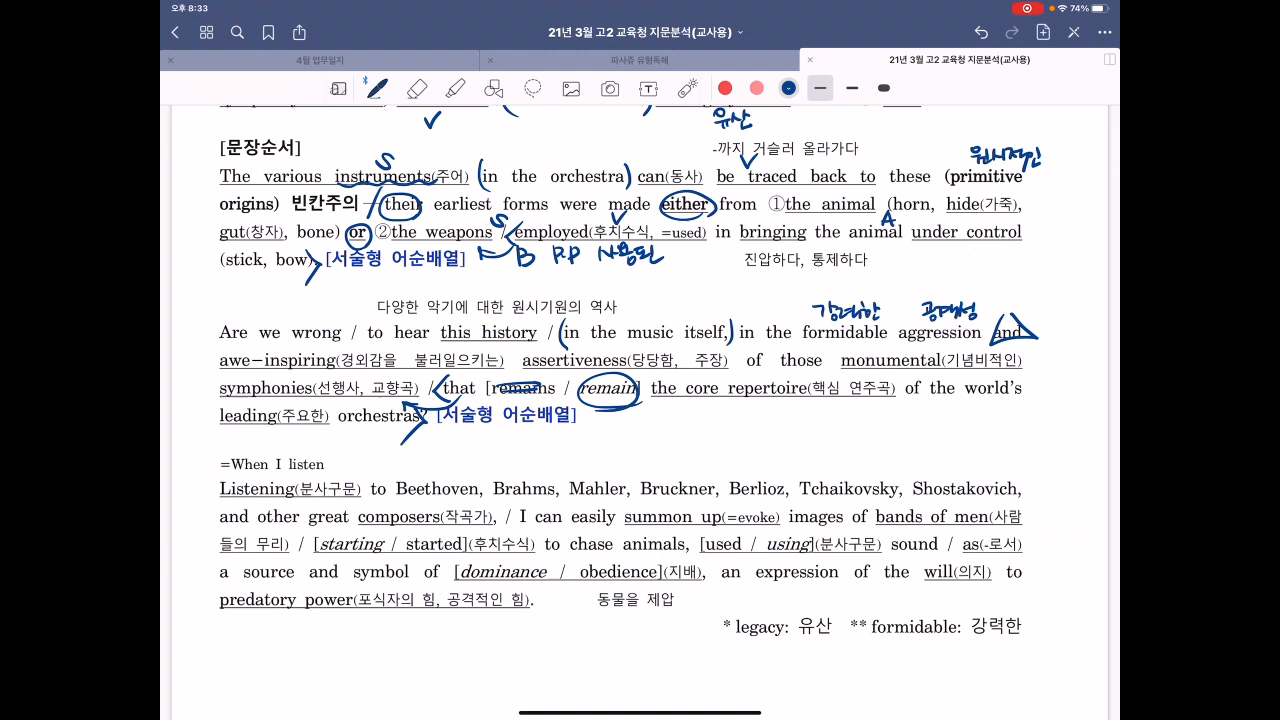 오후 8:33
74%
21년 3월 고2 교육청 지문분석(교사용)
4월 업무일지
파사쥬 유형독해
21년 3월 고2 교육청 지문분석(교사용)
유산
[문장순서]
S
-까지 거슬러 올라가다
원시적인
The various instruments(주어) (in the orchestra) can(동사) be traced back to these (primitive
origins) 빈칸주의 — their earliest forms were made either from ①the animal (horn, hide(가죽),
S
A
gut(창자), bone) or ②the weapons / employed(후치수식, =used) in bringing the animal under control
(stick, bow). [서술형 어순배열]
B P.P 사용된
진압하다, 통제하다
다양한 악기에 대한 원시기원의 역사
강력한 공격성
Are we wrong / to hear this history / (in the music itself,) in the formidable aggression and
awe-inspiring(경외감을 불러일으키는) assertiveness(당당함, 주장) of those monumental(기념비적인)
symphonies(선행사, 교향곡) / that [remains / remain] the core repertoire(핵심 연주곡) of the world's
leading(주요한) orchestras? [서술형 어순배열]
=When I listen
Listening(분사구문) to Beethoven, Brahms, Mahler, Bruckner, Berlioz, Tchaikovsky, Shostakovich,
and other great composers(작곡가), / I can easily summon up(=evoke) images of bands of men(사람
들의 무리) / [starting / started](후치수식) to chase animals, [used / using](분사구문) sound / as(-로서)
a source and symbol of [dominance / obedience](지배), an expression of the will(의지) to
predatory power(포식자의 힘, 공격적인 힘).
동물을 제압
* legacy: 유산 ** formidable: 강력한